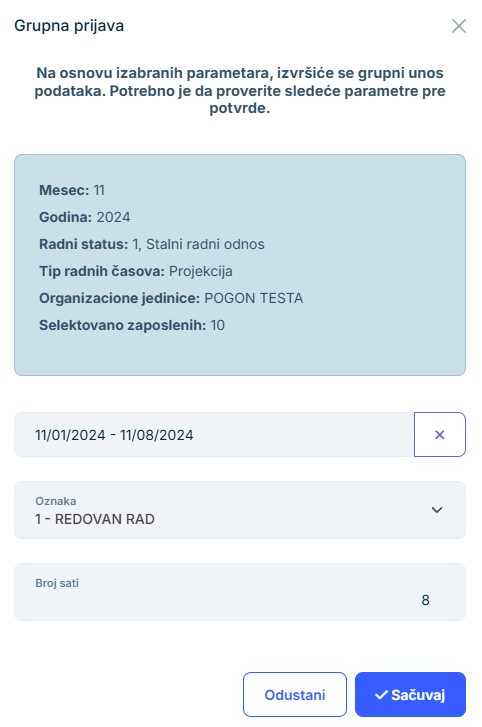 Grupna prijava
Na osnovu izabranih parametara, izvršiće se grupni unos
podataka. Potrebno je da proverite sledeće parametre pre
potvrde.
Mesec: 11
Godina: 2024
Radni status: 1, Stalni radni odnos
Tip radnih časova: Projekcija
Organizacione jedinice: POGON TESTA
Selektovano zaposlenih: 10
11/01/2024 - 11/08/2024
Oznaka
1 - REDOVAN RAD
Broj sati
8
Odustani
Sačuvaj